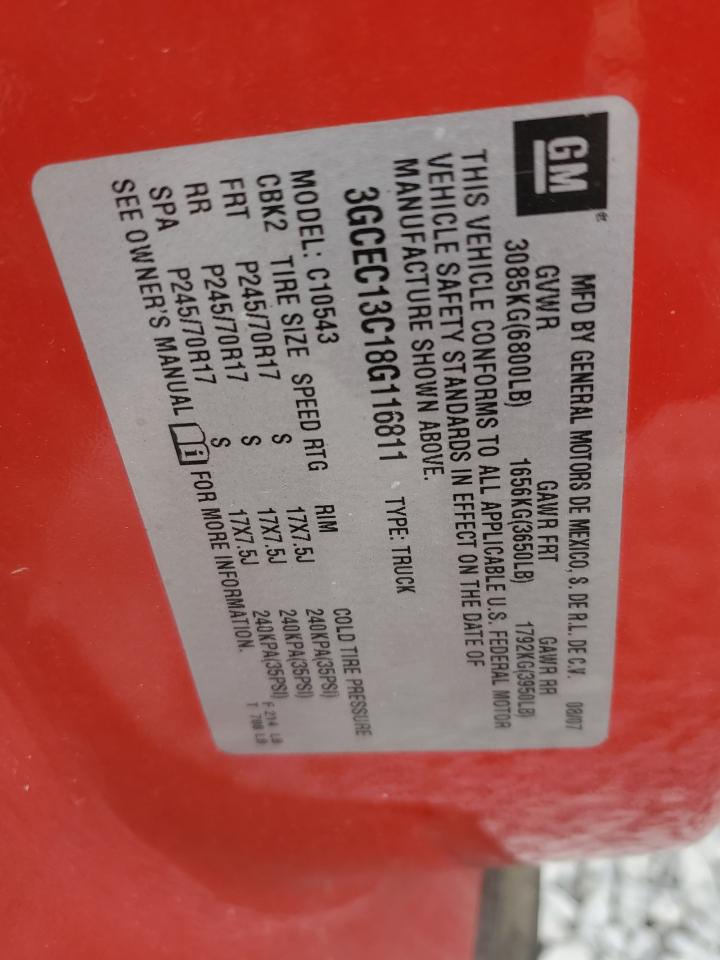 GM
MFD BY GENERAL MOTORS DE MEXICO, S. DE R.L. DE C.V. 08/07
GVWR GAWR FRT GAWR RR
3085KG(6800LB) 1656KG(3650LB) 1792KG(3950LB)
THIS VEHICLE CONFORMS TO ALL APPLICABLE U.S. FEDERAL MOTOR
VEHICLE SAFETY STANDARDS IN EFFECT ON THE DATE OF
MANUFACTURE SHOWN ABOVE.
3GCEC13C18G116811 TYPE: TRUCK
MODEL: C10543
CBK2 TIRE SIZE SPEED RTG RIM COLD TIRE PRESSURE
FRT P245/70R17 S 17X7.5J 240KPA(35PSI)
RR P245/70R17 S 17X7.5J 240KPA(35PSI)
SPA P245/70R17 S 17X7.5J 240KPA(35PSI)
SEE OWNER'S MANUAL FOR MORE INFORMATION.
F 214 LB
T 708 LB